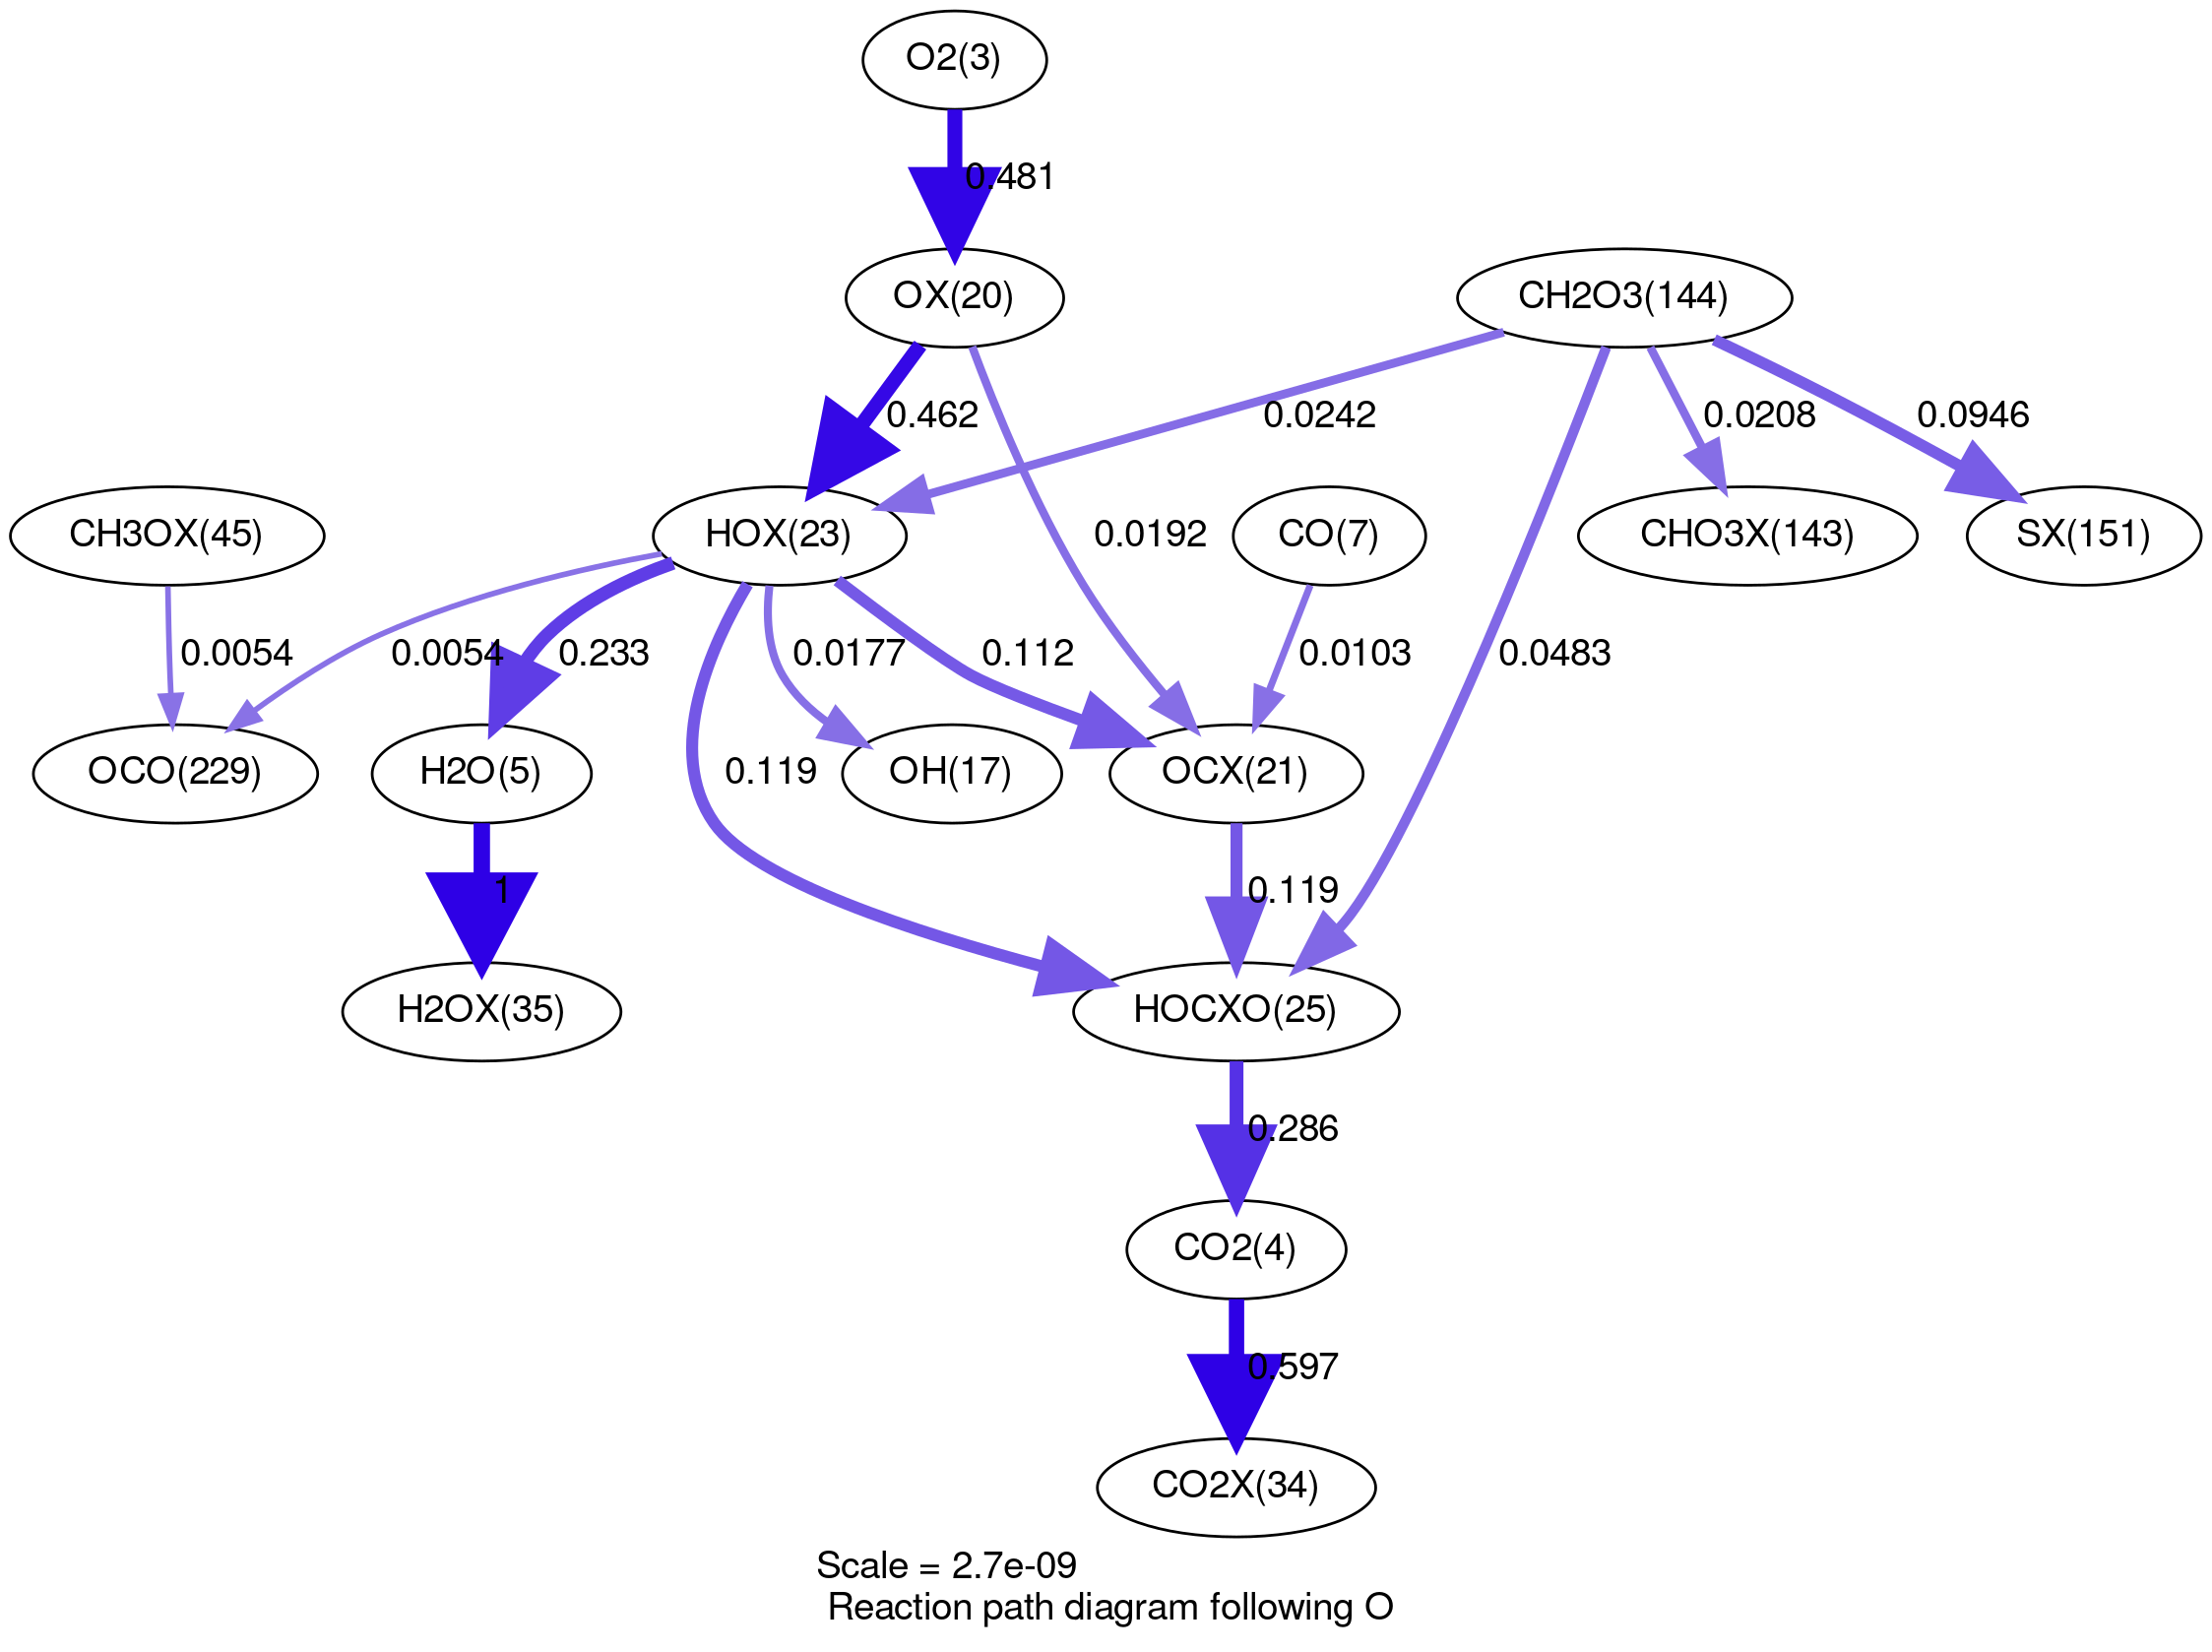 O2(3)
0.481
OX(20)
CH2O3(144)
0.462
0.0242
0.0208
0.0946
CH3OX(45)
HOX(23)
0.0192
CO(7)
CHO3X(143)
SX(151)
0.0054
0.0054
0.233
0.0177
0.112
0.0103
0.0483
OCO(229)
H2O(5)
0.119
OH(17)
OCX(21)
1
0.119
H2OX(35)
HOCXO(25)
0.286
CO2(4)
0.597
CO2X(34)
Scale = 2.7e-09
Reaction path diagram following O